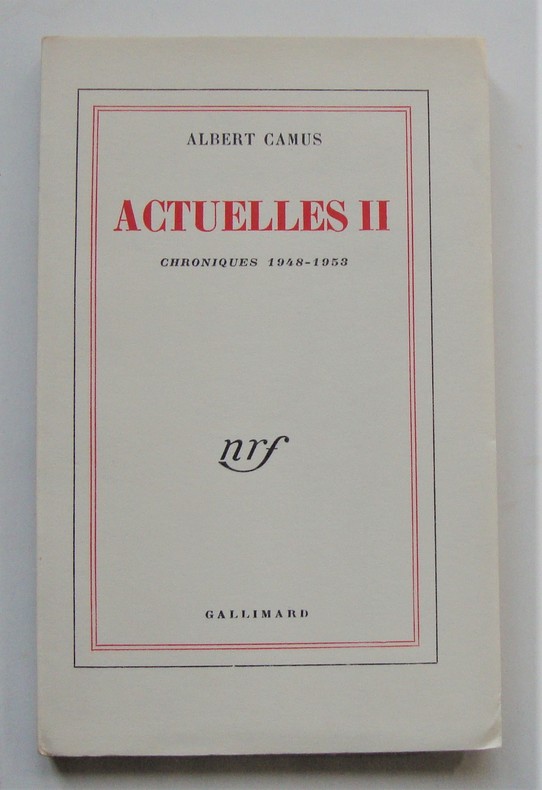 ALBERT CAMUS
ACTUELLES II
CHRONIQUES 1948-1953
nrf
GALLIMARD